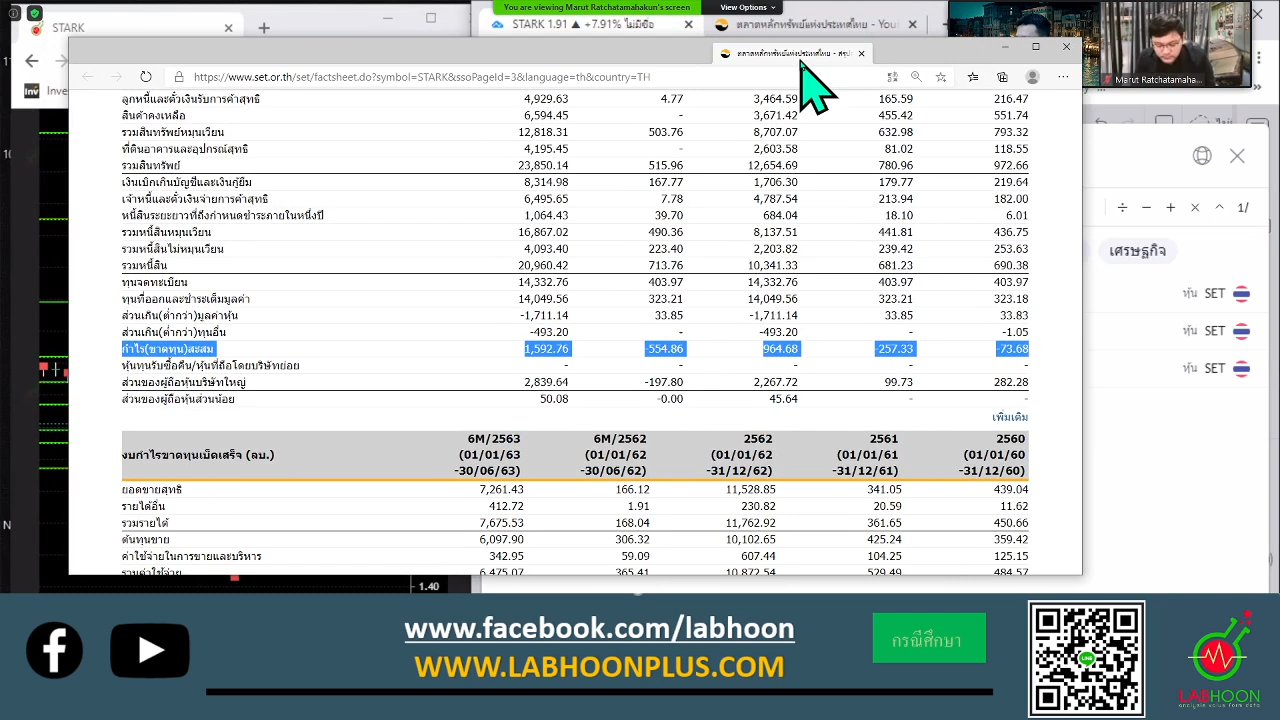 You are viewing Marut Ratchatamahakun's screen
View Options
STARK
STARK 1.91 ▲ +7.91% ไม่มีชื่อ
ตลาดหลักทรัพย์แห่งประเทศไทย - You
ตลาดหลักทรัพย์แห่งประเทศไทย - สรุป
Inv
Marut Ratchatamaha...
ลูกหนี้และตั๋วเงินรับการค้าสุทธิ 4,922.63 4.77 3,464.59 165.59 216.47
สินค้าคงเหลือ 6,594.45 - 3,671.42 455.42 551.74
รวมสินทรัพย์หมุนเวียน 503.76 8,707.07 632.98 793.32
ที่ดินอาคารและอุปกรณ์สุทธิ 4,195.45 - 2,603.58 81.02 118.55
รวมสินทรัพย์ 23,850.14 515.96 12,654.69 780.96 972.66
เงินเบิกเกินบัญชีและเงินกู้ยืม 8,314.98 167.77 1,706.30 179.77 219.64
เจ้าหนี้และตั๋วเงินจ่ายการค้าสุทธิ 6,495.65 7.78 4,787.54 213.94 182.00
หนี้สินระยะยาวที่ถึงกำหนดชำระภายในหนึ่งปี 1,064.43 39.70 784.04 18.10 6.01
รวมหนี้สินหมุนเวียน 16,867.02 490.36 8,137.51 441.81 436.75
รวมหนี้สินไม่หมุนเวียน 4,093.40 223.40 2,203.82 239.42 253.63
รวมหนี้สิน 20,960.42 713.76 10,341.33 681.23 690.38
ทุนจดทะเบียน 14,332.76 403.97 14,332.76 403.97 403.97
ทุนที่ออกและชำระเต็มมูลค่า 323.21 14,049.56 323.21 323.18
ส่วนเกิน(ต่ำกว่า)มูลค่าหุ้น -1,711.14 33.85 -1,711.14 33.85 33.83
ส่วนเกิน(ต่ำกว่า)ทุนอื่น -493.20 - -493.20 - -1.05
กำไร(ขาดทุน)สะสม 1,592.76 -554.86 964.68 -257.33 -73.68
หุ้นทุนรับซื้อคืน/หุ้นที่ถือโดยบริษัทย่อย - - - - -
ส่วนของผู้ถือหุ้นบริษัทใหญ่ -197.80 2,267.72 99.73 282.28
ส่วนของผู้ถือหุ้นส่วนน้อย 50.08 -0.00 45.64 - -
เพิ่มเติม
6M/2563 6M/2562 2562 2561 2560
งบกำไรขาดทุนเบ็ดเสร็จ (ลบ.) (01/01/63 (01/01/62 (01/01/62 (01/01/61 (01/01/60
-30/06/63) -30/06/62) -31/12/62) -31/12/61) -31/12/60)
ยอดขายสุทธิ 7,261.43 166.12 11,528.85 341.05 439.04
รายได้อื่น 412.72 1.91 230.82 20.59 11.62
รวมรายได้ 7,675.53 168.04 11,762.92 361.65 450.66
ต้นทุนขาย 6,097.90 306.32 10,102.65 425.24 359.42
ค่าใช้จ่ายในการขายและบริหาร 59.09 607.44 104.25 125.15
รวมค่าใช้จ่าย 6,475.07 365.41 10,872.54 529.49 484.57
÷ − + × ^ 1/
เศรษฐกิจ
หุ้น SET
หุ้น SET
หุ้น SET
1.40
www.facebook.com/labhoon
WWW.LABHOONPLUS.COM
กรณีศึกษา
LINE
LABHOON